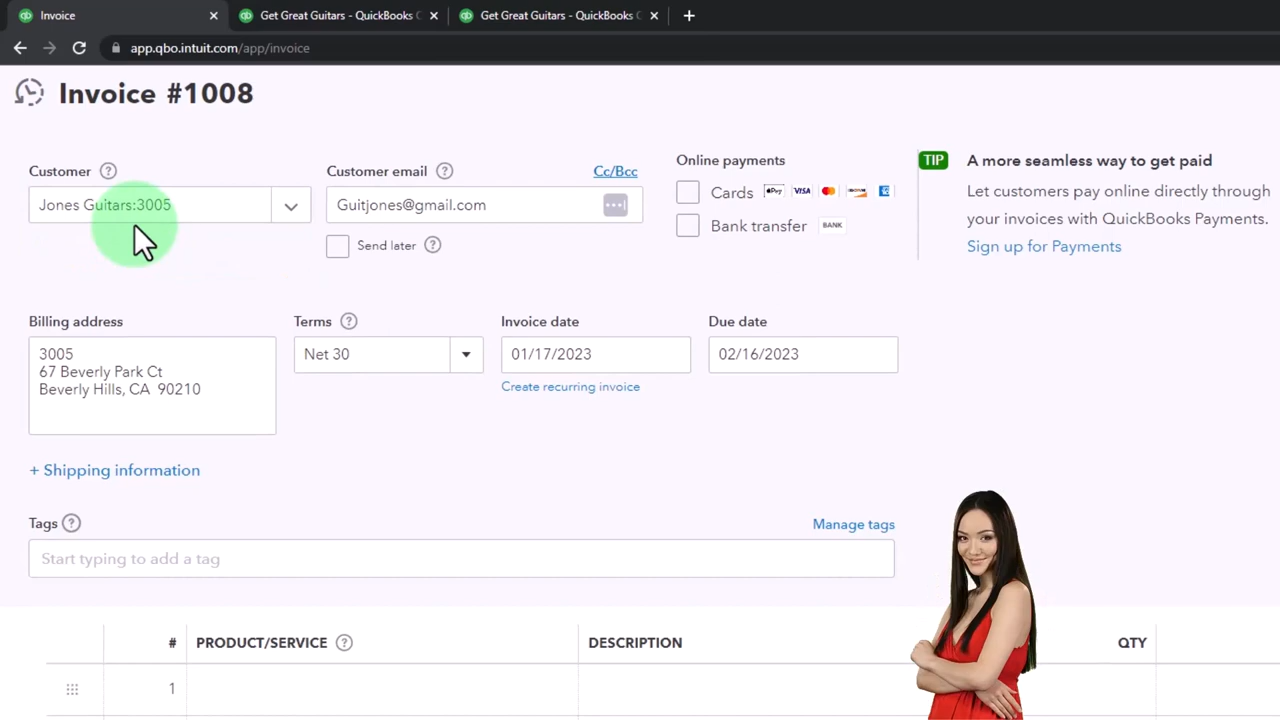 Invoice
Get Great Guitars - QuickBooks C
Get Great Guitars - QuickBooks C
app.qbo.intuit.com/app/invoice
Invoice #1008
Customer
Jones Guitars:3005
Customer email
Cc/Bcc
Guitjones@gmail.com
Send later
Online payments
Cards
Pay
VISA
Bank transfer
BANK
TIP
A more seamless way to get paid
Let customers pay online directly through
your invoices with QuickBooks Payments.
Sign up for Payments
Billing address
3005
67 Beverly Park Ct
Beverly Hills, CA 90210
Terms
Net 30
Invoice date
01/17/2023
Create recurring invoice
Due date
02/16/2023
+ Shipping information
Tags
Manage tags
Start typing to add a tag
# PRODUCT/SERVICE DESCRIPTION QTY
1